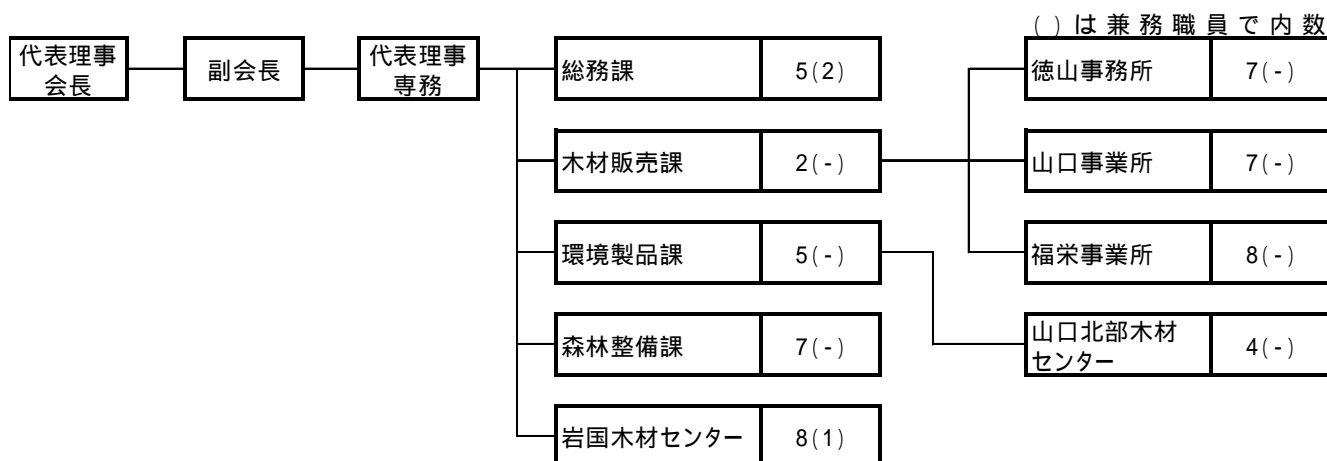 ( ) は 兼 務 職 員 で 内 数
代表理事
会長
副会長
代表理事
専務
総務課
5(2)
徳山事務所
7(-)
木材販売課
2(-)
山口事業所
7(-)
環境製品課
5(-)
福栄事業所
8(-)
森林整備課
7(-)
山口北部木材
センター
4(-)
岩国木材センター
8(1)